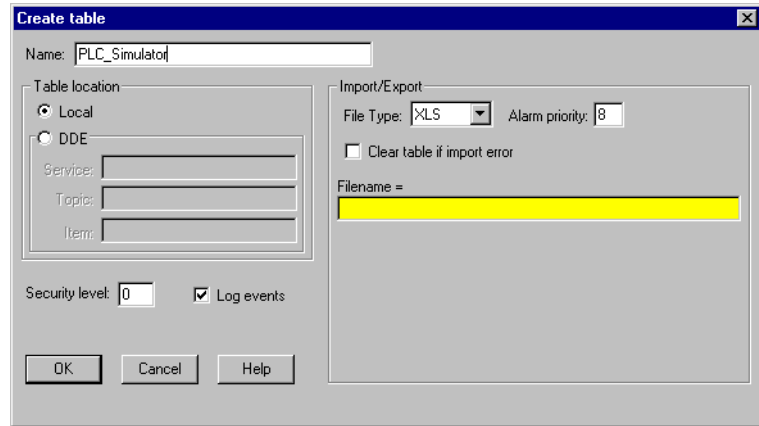 Create table
Name: PLC_Simulator
Table location
Local
DDE
Service:
Topic:
Item:
Security level: 0
Log events
OK Cancel Help
Import/Export
File Type: XLS Alarm priority: 8
Clear table if import error
Filename =